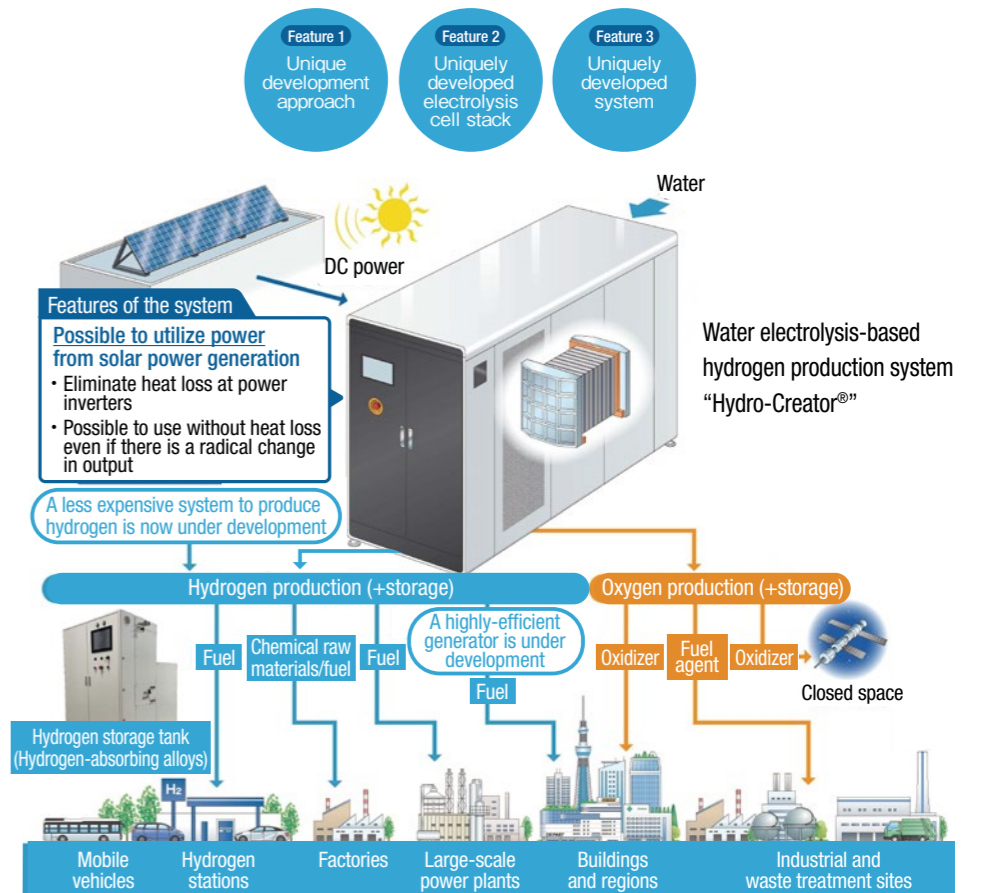 Feature 1
Unique
development
approach
Feature 2
Uniquely
developed
electrolysis
cell stack
Feature 3
Uniquely
developed
system
Water
DC power
Features of the system
Possible to utilize power
from solar power generation
・Eliminate heat loss at power
inverters
・Possible to use without heat loss
even if there is a radical change
in output
Water electrolysis-based
hydrogen production system
“Hydro-Creator®”
A less expensive system to produce
hydrogen is now under development
Hydrogen production (+storage)
Oxygen production (+storage)
Fuel
Chemical raw
materials/fuel
Fuel
A highly-efficient
generator is under
development
Fuel
Oxidizer
Fuel
agent
Oxidizer
Closed space
Hydrogen storage tank
(Hydrogen-absorbing alloys)
H2
Mobile
vehicles
Hydrogen
stations
Factories
Large-scale
power plants
Buildings
and regions
Industrial and
waste treatment sites